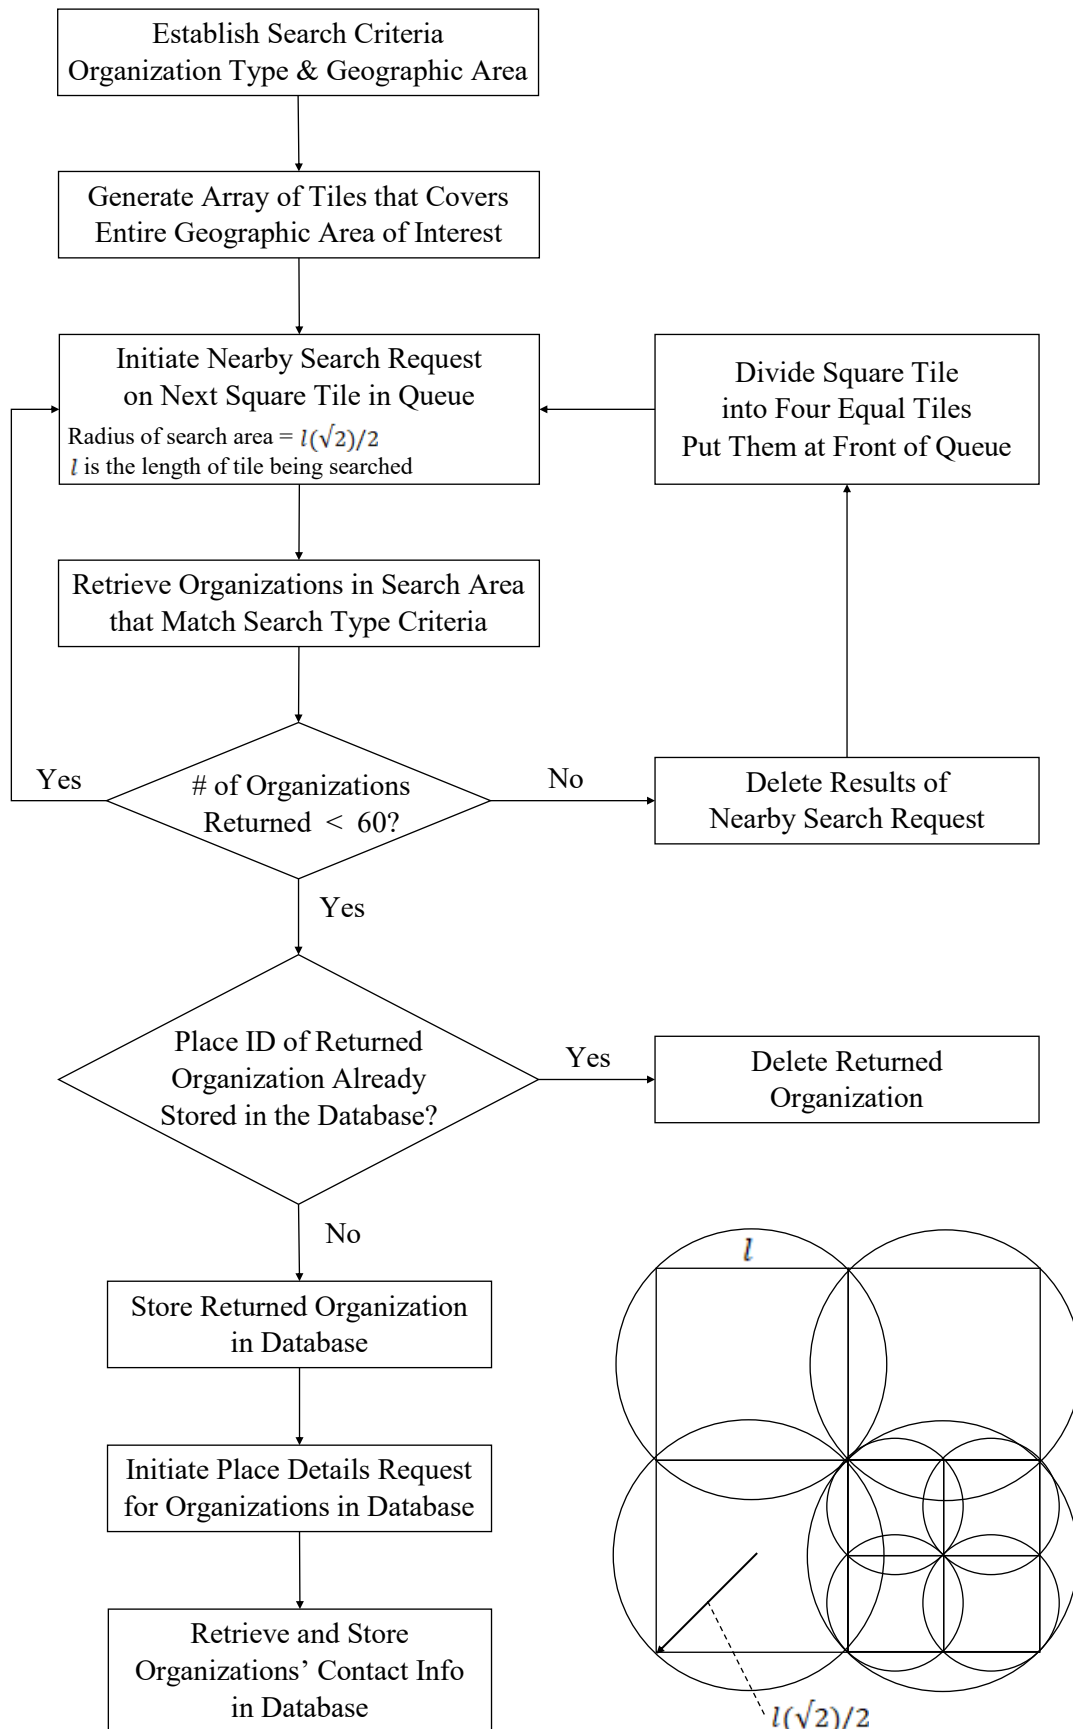 Establish Search Criteria
Organization Type & Geographic Area
Generate Array of Tiles that Covers
Entire Geographic Area of Interest
Initiate Nearby Search Request
on Next Square Tile in Queue
Radius of search area = l(√2)/2
l is the length of tile being searched
Divide Square Tile
into Four Equal Tiles
Put Them at Front of Queue
Retrieve Organizations in Search Area
that Match Search Type Criteria
Yes
# of Organizations
Returned < 60?
No
Delete Results of
Nearby Search Request
Yes
Place ID of Returned
Organization Already
Stored in the Database?
Yes
Delete Returned
Organization
No
Store Returned Organization
in Database
Initiate Place Details Request
for Organizations in Database
Retrieve and Store
Organizations’ Contact Info
in Database
l
l(√2)/2